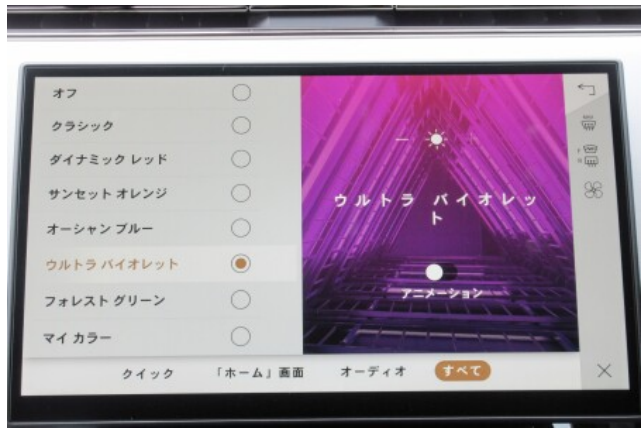 オフ
クラシック
ダイナミック レッド
サンセット オレンジ
オーシャン ブルー
ウルトラ バイオレット
フォレスト グリーン
マイ カラー
ウルトラ バイオレッ
ト
アニメーション
クイック
「ホーム」画面
オーディオ
すべて